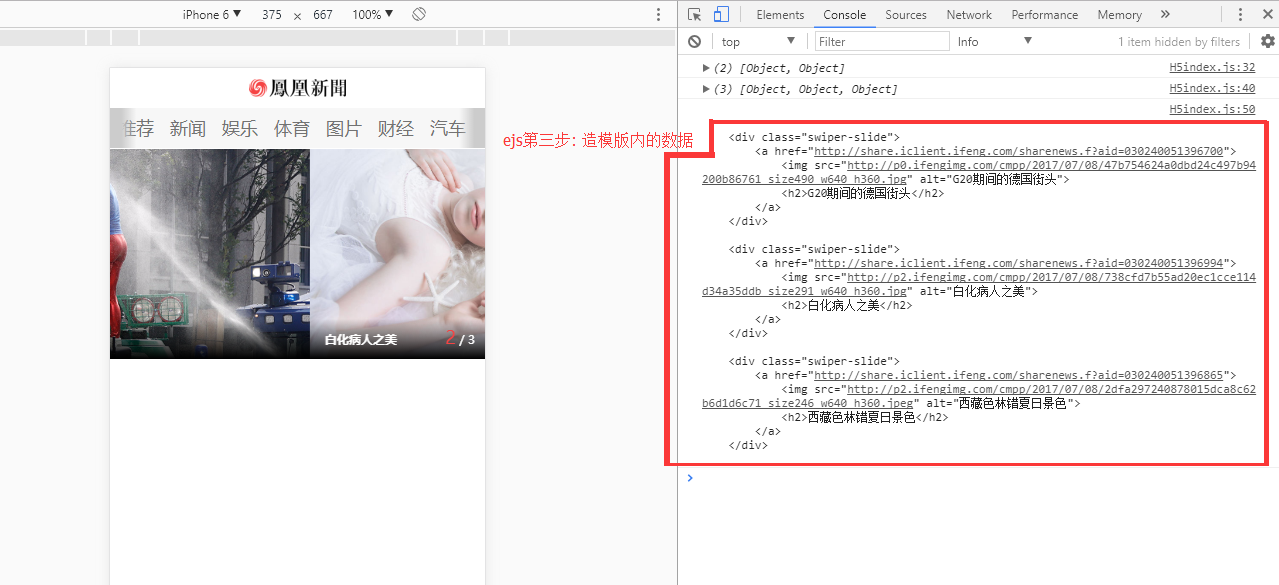 iPhone 6 ▼ 375 × 667 100% ▼
Elements Console Sources Network Performance Memory »
top ▼ Filter Info ▼ 1 item hidden by filters
鳳凰新聞
推荐 新闻 娱乐 体育 图片 财经 汽车
白化病人之美 2 / 3
ejs第三步: 造模版内的数据
▶ (2) [Object, Object] H5index.js:32
▶ (3) [Object, Object, Object] H5index.js:40
H5index.js:50
<div class="swiper-slide">
<a href="http://share.iclient.ifeng.com/sharenews.f?aid=030240051396700">
<img src="http://p0.ifengimg.com/cmpp/2017/07/08/47b754624a0dbd24c497b94
200b86761_size490_w640_h360.jpg" alt="G20期间的德国街头">
<h2>G20期间的德国街头</h2>
</a>
</div>
<div class="swiper-slide">
<a href="http://share.iclient.ifeng.com/sharenews.f?aid=030240051396994">
<img src="http://p2.ifengimg.com/cmpp/2017/07/08/738cfd7b55ad20ec1cce114
d34a35ddb_size291_w640_h360.jpg" alt="白化病人之美">
<h2>白化病人之美</h2>
</a>
</div>
<div class="swiper-slide">
<a href="http://share.iclient.ifeng.com/sharenews.f?aid=030240051396865">
<img src="http://p2.ifengimg.com/cmpp/2017/07/08/2dfa297240878015dca8c62
b6d1d6c71_size246_w640_h360.jpeg" alt="西藏色林错夏日景色">
<h2>西藏色林错夏日景色</h2>
</a>
</div>